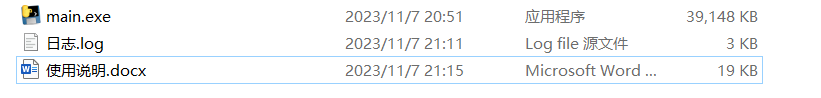 main.exe 2023/11/7 20:51 应用程序 39,148 KB
日志.log 2023/11/7 21:11 Log file 源文件 3 KB
使用说明.docx 2023/11/7 21:15 Microsoft Word ... 19 KB